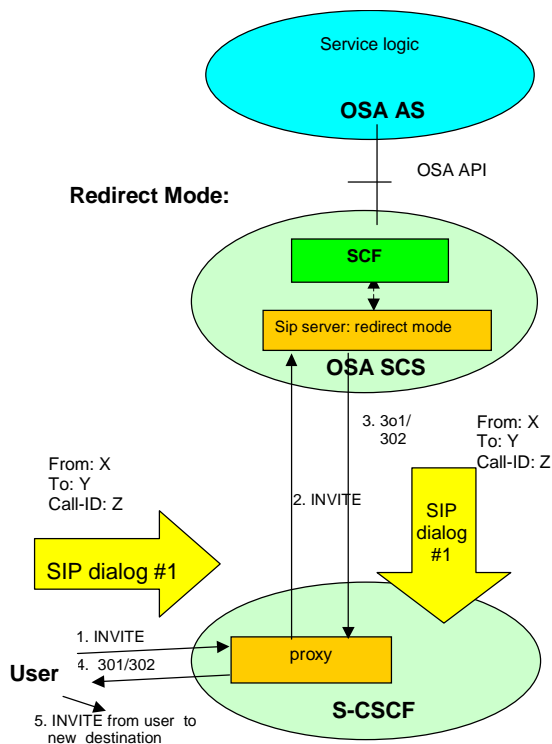 Service logic
OSA AS
OSA API
Redirect Mode:
SCF
Sip server: redirect mode
OSA SCS
3. 3o1/
302
From: X
To: Y
Call-ID: Z
From: X
To: Y
Call-ID: Z
2. INVITE
SIP
dialog
#1
SIP dialog #1
1. INVITE
4. 301/302
proxy
User
S-CSCF
5. INVITE from user to
new destination